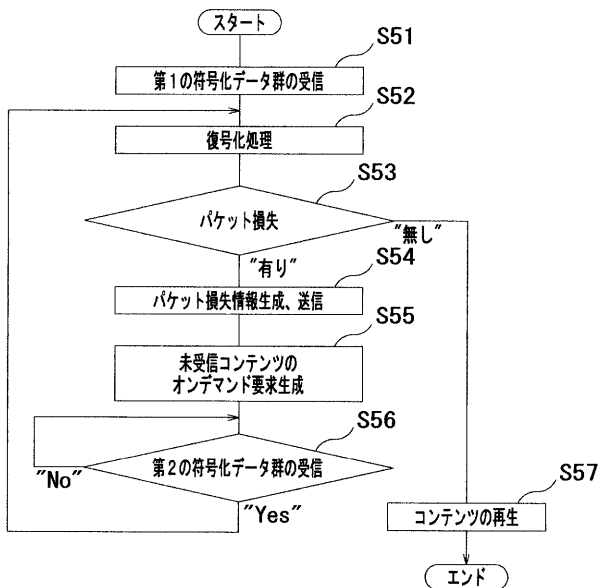 スタート
S51
第1の符号化データ群の受信
S52
復号化処理
S53
パケット損失
"無し"
"有り"
S54
パケット損失情報生成、送信
S55
未受信コンテンツの
オンデマンド要求生成
S56
第2の符号化データ群の受信
"No"
"Yes"
S57
コンテンツの再生
エンド